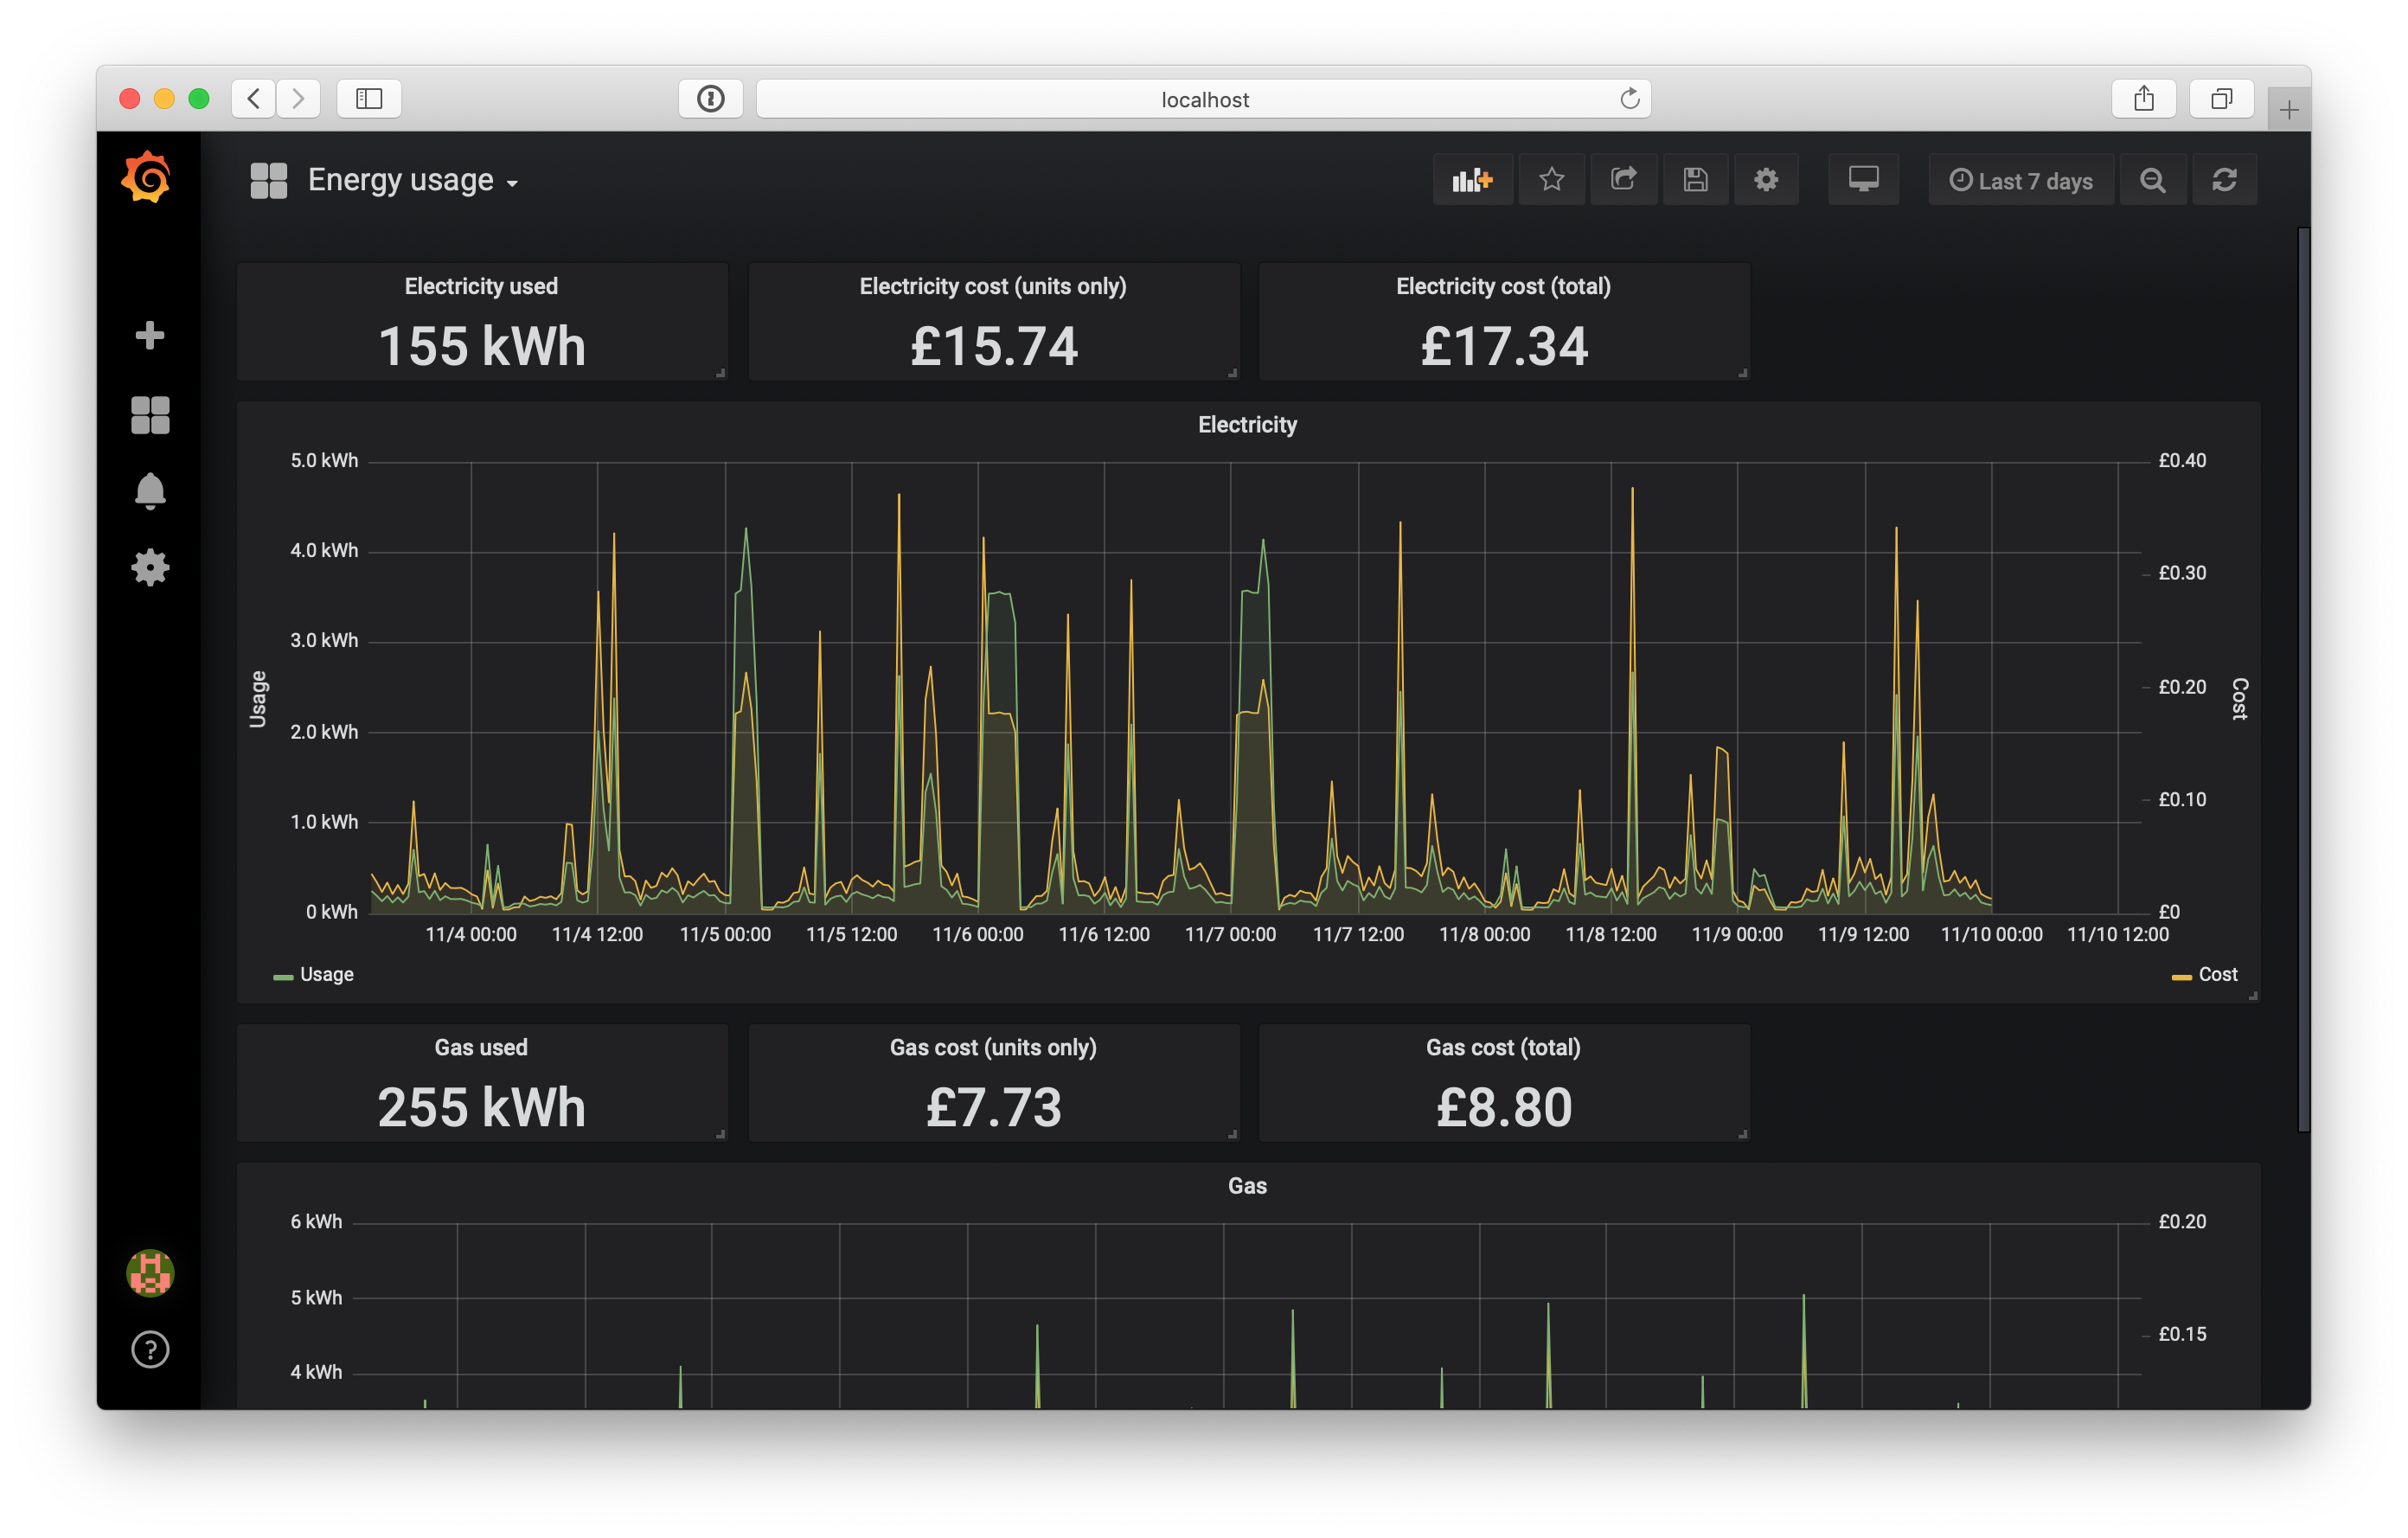 localhost
Energy usage
Last 7 days
Electricity used
Electricity cost (units only)
Electricity cost (total)
155 kWh
£15.74
£17.34
Electricity
5.0 kWh
£0.40
4.0 kWh
£0.30
3.0 kWh
£0.20
2.0 kWh
£0.10
1.0 kWh
0 kWh
£0
Usage
Cost
11/4 00:00 11/4 12:00 11/5 00:00 11/5 12:00 11/6 00:00 11/6 12:00 11/7 00:00 11/7 12:00 11/8 00:00 11/8 12:00 11/9 00:00 11/9 12:00 11/10 00:00 11/10 12:00
Usage
Cost
Gas used
Gas cost (units only)
Gas cost (total)
255 kWh
£7.73
£8.80
Gas
6 kWh
£0.20
5 kWh
£0.15
4 kWh